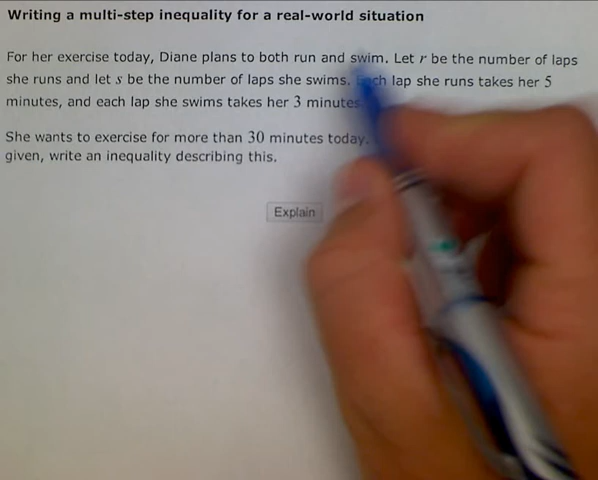 Writing a multi-step inequality for a real-world situation
For her exercise today, Diane plans to both run and swim. Let r be the number of laps
she runs and let s be the number of laps she swims. Each lap she runs takes her 5
minutes, and each lap she swims takes her 3 minutes
She wants to exercise for more than 30 minutes today.
given, write an inequality describing this.
Explain